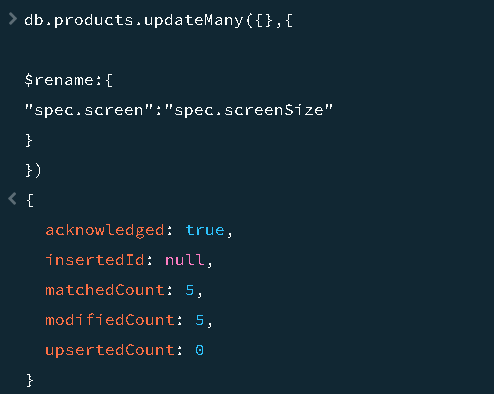 > db.products.updateMany({},{
$rename:{
"spec.screen":"spec.screenSize"
}
})
< {
acknowledged: true,
insertedId: null,
matchedCount: 5,
modifiedCount: 5,
upsertedCount: 0
}